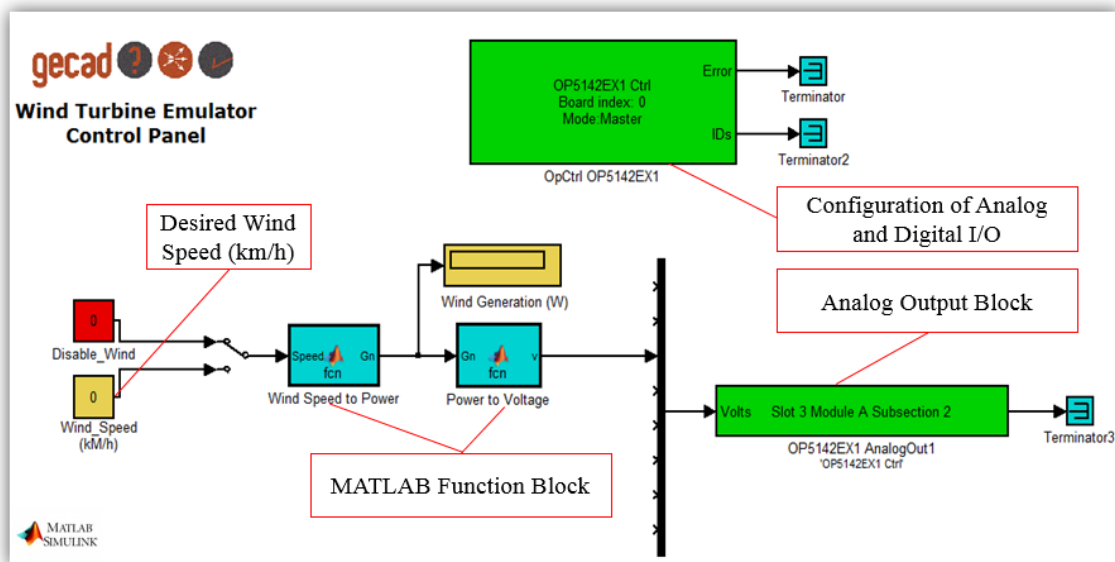 gecad
Wind Turbine Emulator
Control Panel
OP5142EX1 Ctrl
Board index: 0
Mode:Master
Error
IDs
Terminator
Terminator2
OpCtrl OP5142EX1
Configuration of Analog
and Digital I/O
Desired Wind
Speed (km/h)
Wind Generation (W)
Analog Output Block
0
Disable_Wind
0
Wind_Speed
(kM/h)
Speed
fcn
Gn
Wind Speed to Power
Gn
fcn
v
Power to Voltage
MATLAB Function Block
Volts
Slot 3 Module A Subsection 2
OP5142EX1 AnalogOut1
'OP5142EX1 Ctrl'
Terminator3
MATLAB
SIMULINK